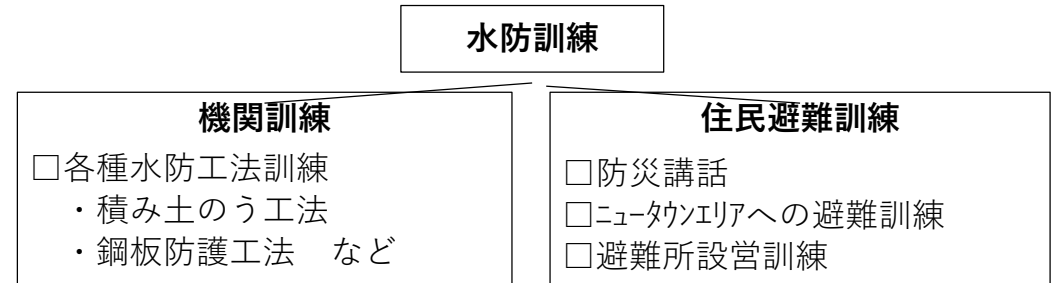 水防訓練
機関訓練
□各種水防工法訓練
・積み土のう工法
・鋼板防護工法　など
住民避難訓練
□防災講話
□ﾆｭｰﾀｳﾝｴﾘｱへの避難訓練
□避難所設営訓練